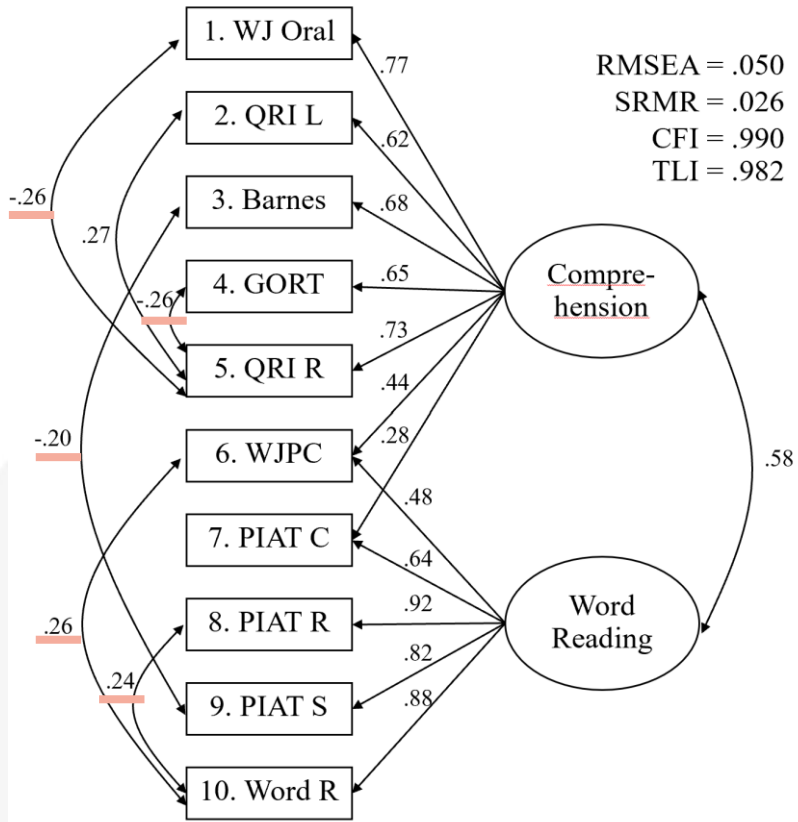 1. WJ Oral
2. QRI L
3. Barnes
4. GORT
5. QRI R
6. WJPC
7. PIAT C
8. PIAT R
9. PIAT S
10. Word R
-.26
.27
-.26
-.20
.26
.24
.77
.62
.68
.65
.73
.44
.28
.48
.64
.92
.82
.88
Compre-
hension
Word
Reading
.58
RMSEA = .050
SRMR = .026
CFI = .990
TLI = .982